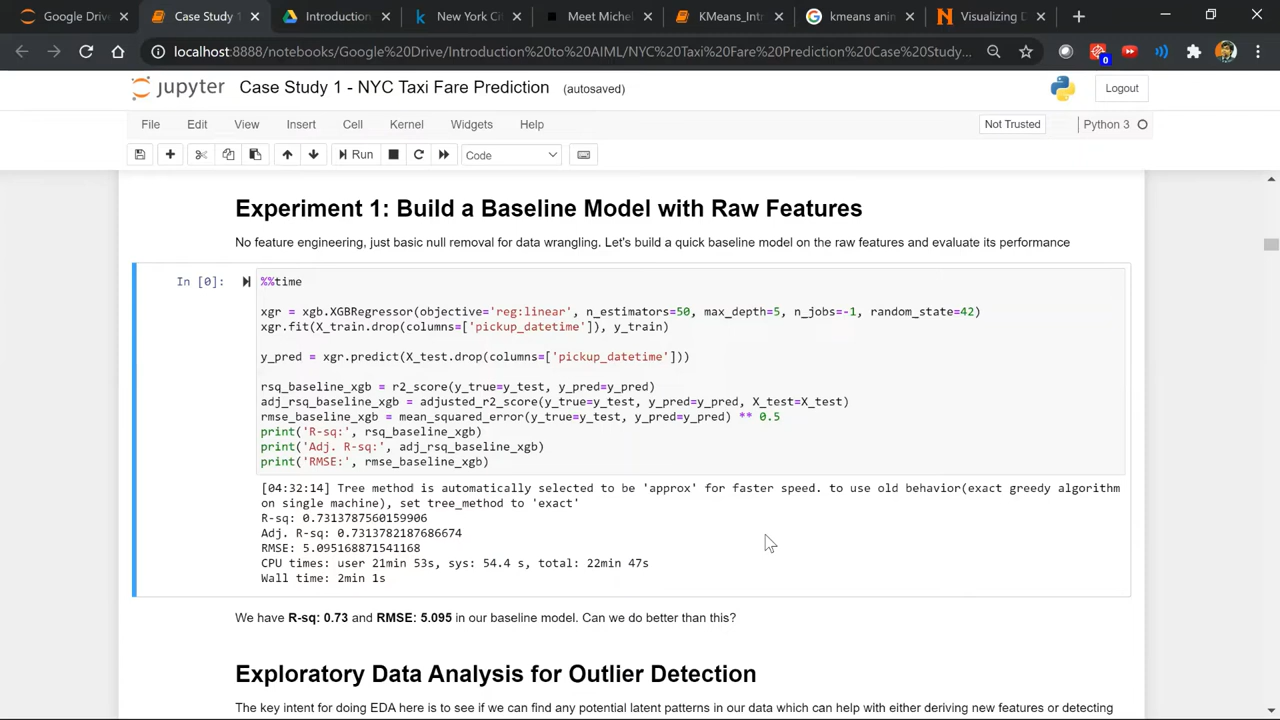 Google Drive/
Case Study 1
Introduction
New York Cit
Meet Michel
KMeans_Intro
kmeans anim
Visualizing D
localhost:8888/notebooks/Google%20Drive/Introduction%20to%20AIML/NYC%20Taxi%20Fare%20Prediction%20Case%20Study...
0
jupyter Case Study 1 - NYC Taxi Fare Prediction (autosaved)
Logout
File Edit View Insert Cell Kernel Widgets Help
Not Trusted
Python 3
Run
Code
Experiment 1: Build a Baseline Model with Raw Features
No feature engineering, just basic null removal for data wrangling. Let's build a quick baseline model on the raw features and evaluate its performance
In [0]:
%%time
xgr = xgb.XGBRegressor(objective='reg:linear', n_estimators=50, max_depth=5, n_jobs=-1, random_state=42)
xgr.fit(X_train.drop(columns=['pickup_datetime']), y_train)
y_pred = xgr.predict(X_test.drop(columns=['pickup_datetime']))
rsq_baseline_xgb = r2_score(y_true=y_test, y_pred=y_pred)
adj_rsq_baseline_xgb = adjusted_r2_score(y_true=y_test, y_pred=y_pred, X_test=X_test)
rmse_baseline_xgb = mean_squared_error(y_true=y_test, y_pred=y_pred) ** 0.5
print('R-sq:', rsq_baseline_xgb)
print('Adj. R-sq:', adj_rsq_baseline_xgb)
print('RMSE:', rmse_baseline_xgb)
[04:32:14] Tree method is automatically selected to be 'approx' for faster speed. to use old behavior(exact greedy algorithm
on single machine), set tree_method to 'exact'
R-sq: 0.7313787560159906
Adj. R-sq: 0.7313782187686674
RMSE: 5.095168871541168
CPU times: user 21min 53s, sys: 54.4 s, total: 22min 47s
Wall time: 2min 1s
We have R-sq: 0.73 and RMSE: 5.095 in our baseline model. Can we do better than this?
Exploratory Data Analysis for Outlier Detection
The key intent for doing EDA here is to see if we can find any potential latent patterns in our data which can help with either deriving new features or detecting